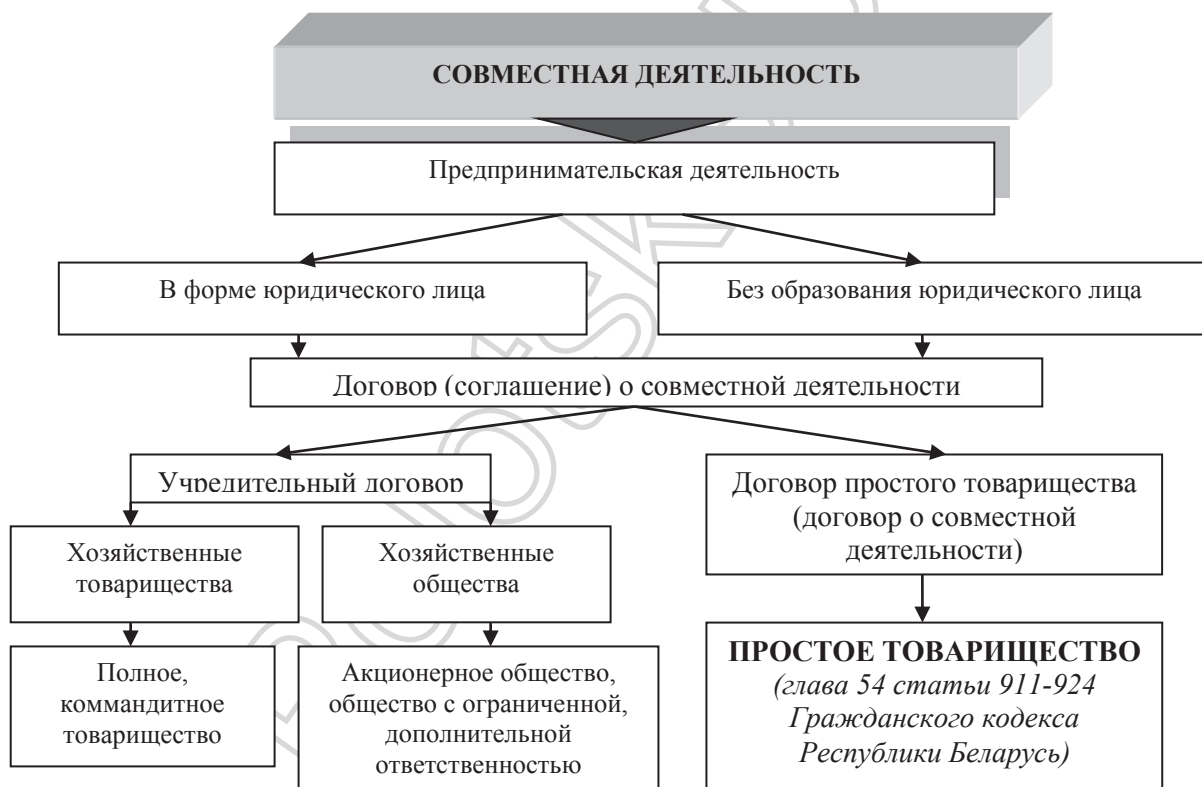 СОВМЕСТНАЯ ДЕЯТЕЛЬНОСТЬ
Предпринимательская деятельность
В форме юридического лица
Без образования юридического лица
Договор (соглашение) о совместной деятельности
Учредительный договор
Договор простого товарищества
(договор о совместной
деятельности)
Хозяйственные
товарищества
Хозяйственные
общества
Полное,
коммандитное
товарищество
Акционерное общество,
общество с ограниченной,
дополнительной
ответственностью
ПРОСТОЕ ТОВАРИЩЕСТВО
(глава 54 статьи 911-924
Гражданского кодекса
Республики Беларусь)